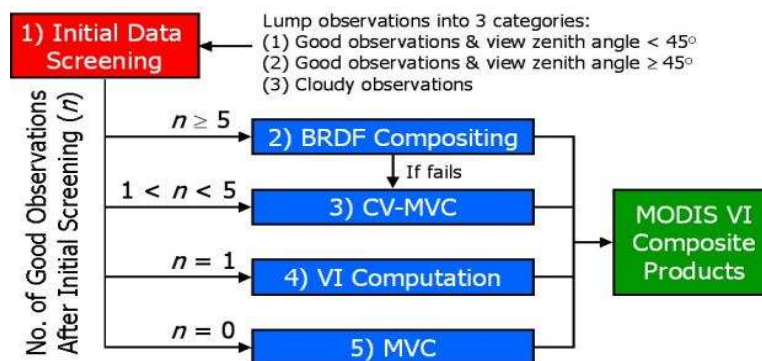 1) Initial Data
Screening
Lump observations into 3 categories:
(1) Good observations & view zenith angle < 45°
(2) Good observations & view zenith angle ≥ 45°
(3) Cloudy observations
No. of Good Observations
After Initial Screening (n)
n ≥ 5
2) BRDF Compositing
If fails
1 < n < 5
3) CV-MVC
n = 1
4) VI Computation
n = 0
5) MVC
MODIS VI
Composite
Products